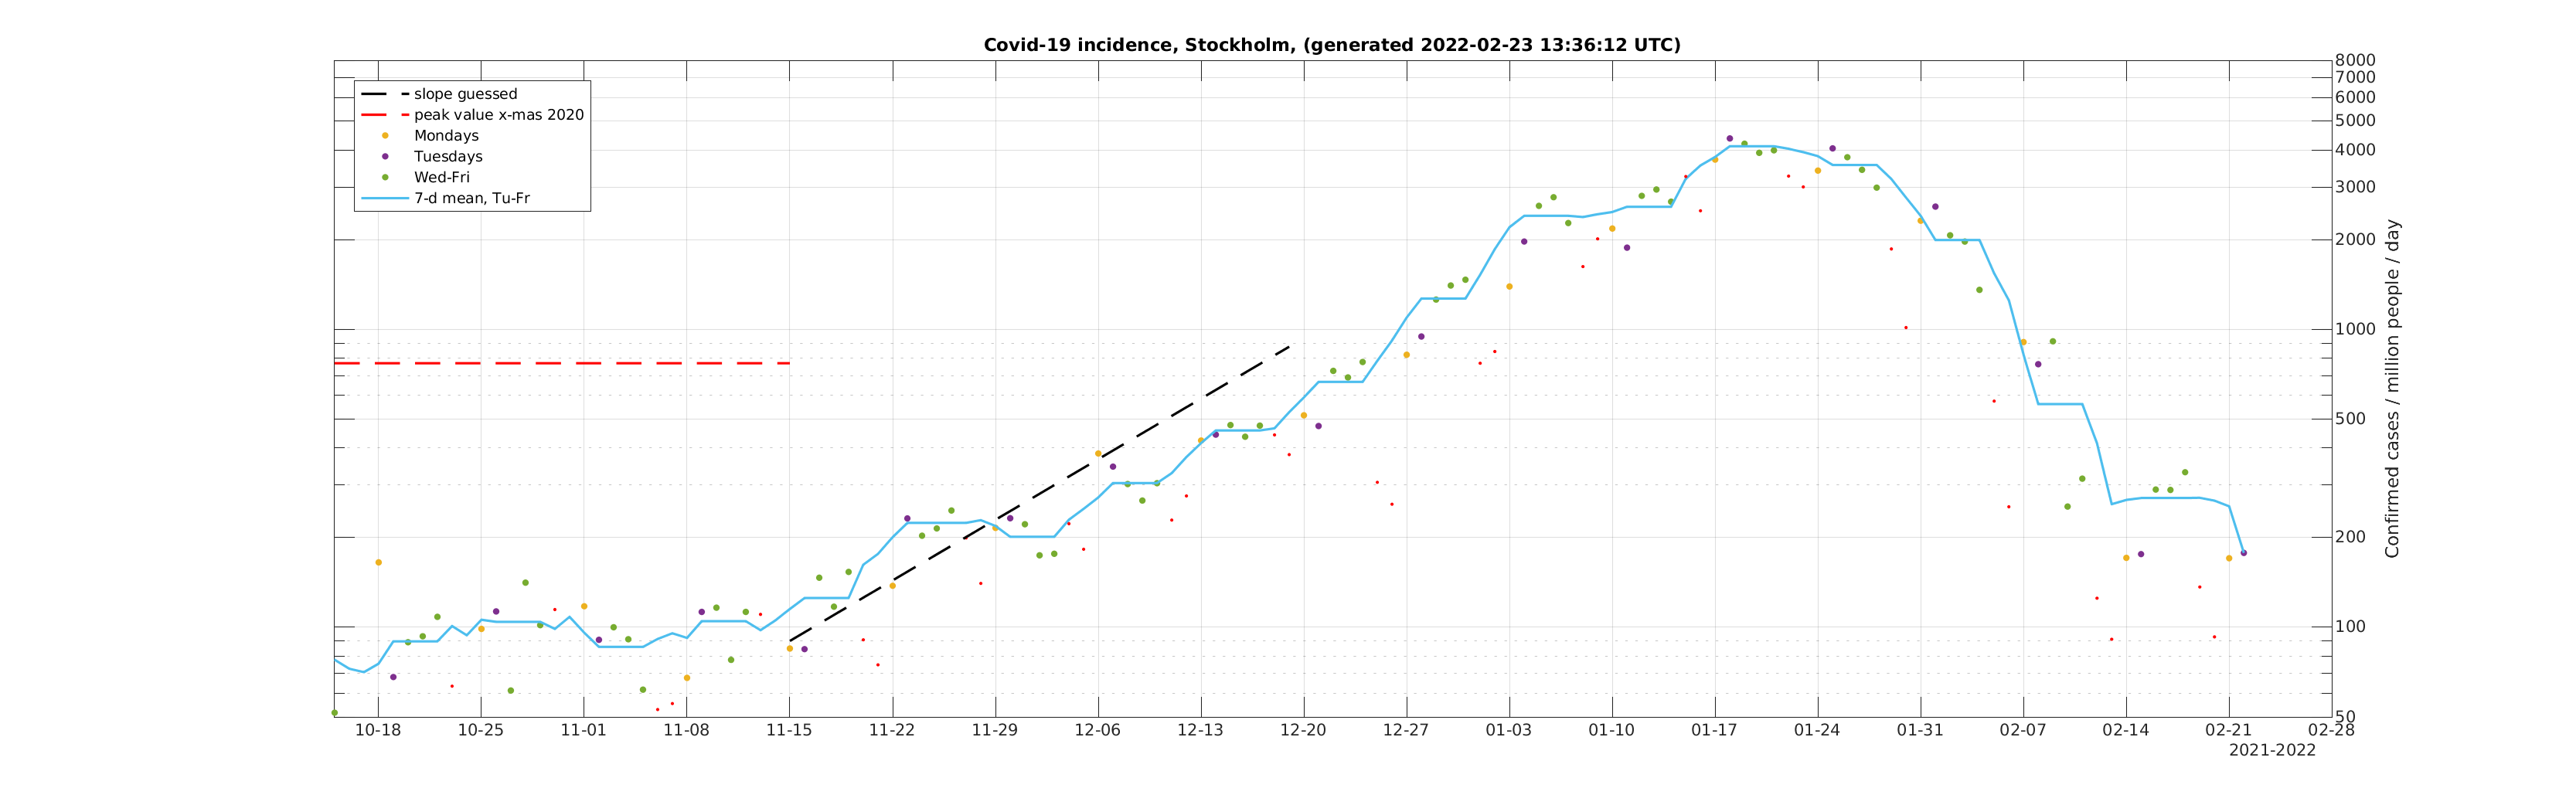 Covid-19 incidence, Stockholm, (generated 2022-02-23 13:36:12 UTC)
slope guessed
peak value x-mas 2020
Mondays
Tuesdays
Wed-Fri
7-d mean, Tu-Fr
8000
7000
6000
5000
4000
3000
2000
1000
500
200
100
50
Confirmed cases / million people / day
10-18 10-25 11-01 11-08 11-15 11-22 11-29 12-06 12-13 12-20 12-27 01-03 01-10 01-17 01-24 01-31 02-07 02-14 02-21 02-28
2021-2022